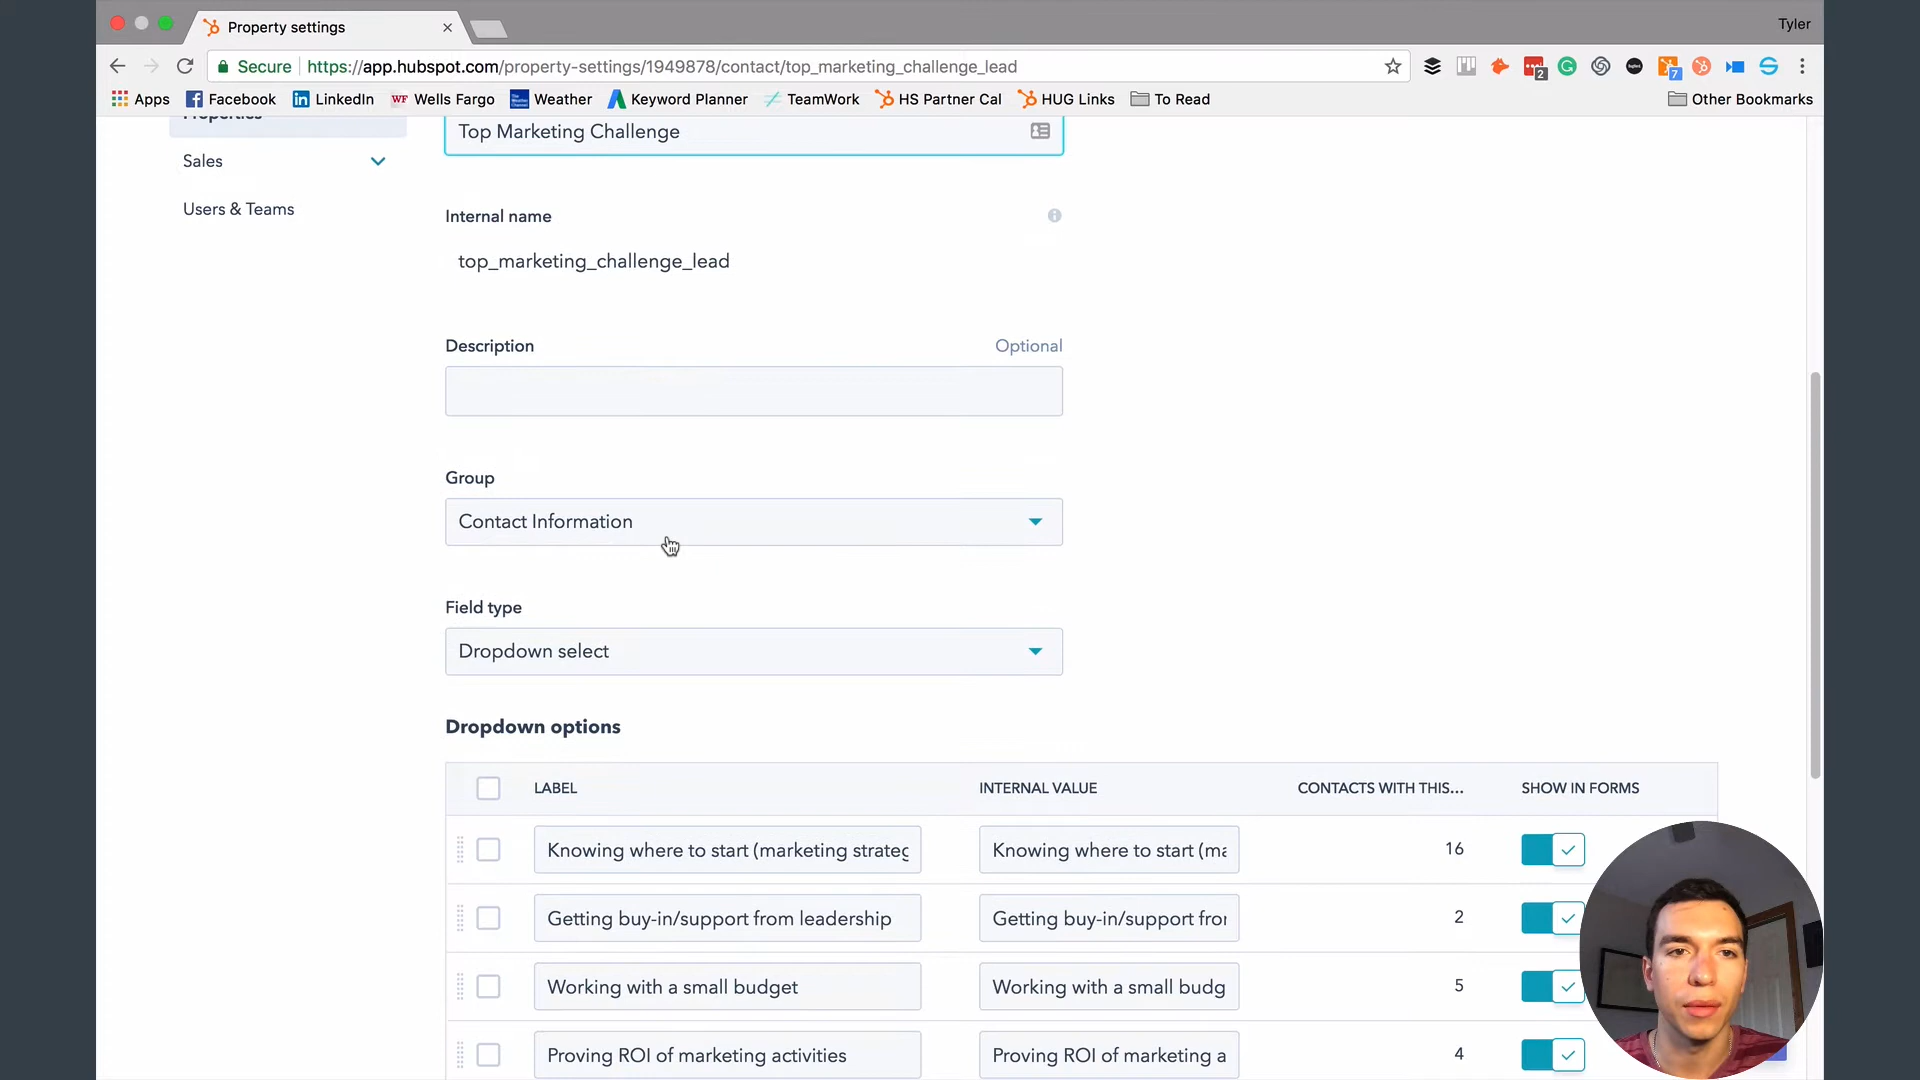 Property settings
Tyler
Secure https://app.hubspot.com/property-settings/1949878/contact/top_marketing_challenge_lead
2
7
Apps Facebook LinkedIn WF Wells Fargo Weather Keyword Planner TeamWork HS Partner Cal HUG Links To Read Other Bookmarks
Properties
Top Marketing Challenge
Sales
Users & Teams
Internal name
top_marketing_challenge_lead
Description Optional
Group
Contact Information
Field type
Dropdown select
Dropdown options
LABEL INTERNAL VALUE CONTACTS WITH THIS... SHOW IN FORMS
Knowing where to start (marketing strateg Knowing where to start (ma 16
Getting buy-in/support from leadership Getting buy-in/support fror 2
Working with a small budget Working with a small budg 5
Proving ROI of marketing activities Proving ROI of marketing a 4